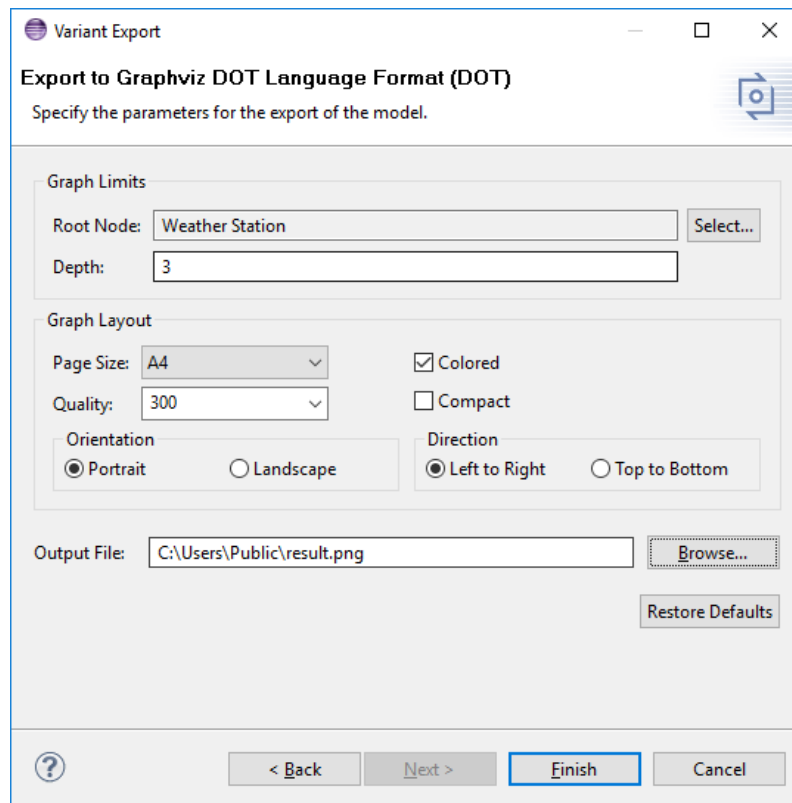 Variant Export
Export to Graphviz DOT Language Format (DOT)
Specify the parameters for the export of the model.
Graph Limits
Root Node: Weather Station Select...
Depth: 3
Graph Layout
Page Size: A4 Colored
Quality: 300 Compact
Orientation Direction
Portrait Landscape Left to Right Top to Bottom
Output File: C:\Users\Public\result.png Browse...
Restore Defaults
? < Back Next > Finish Cancel